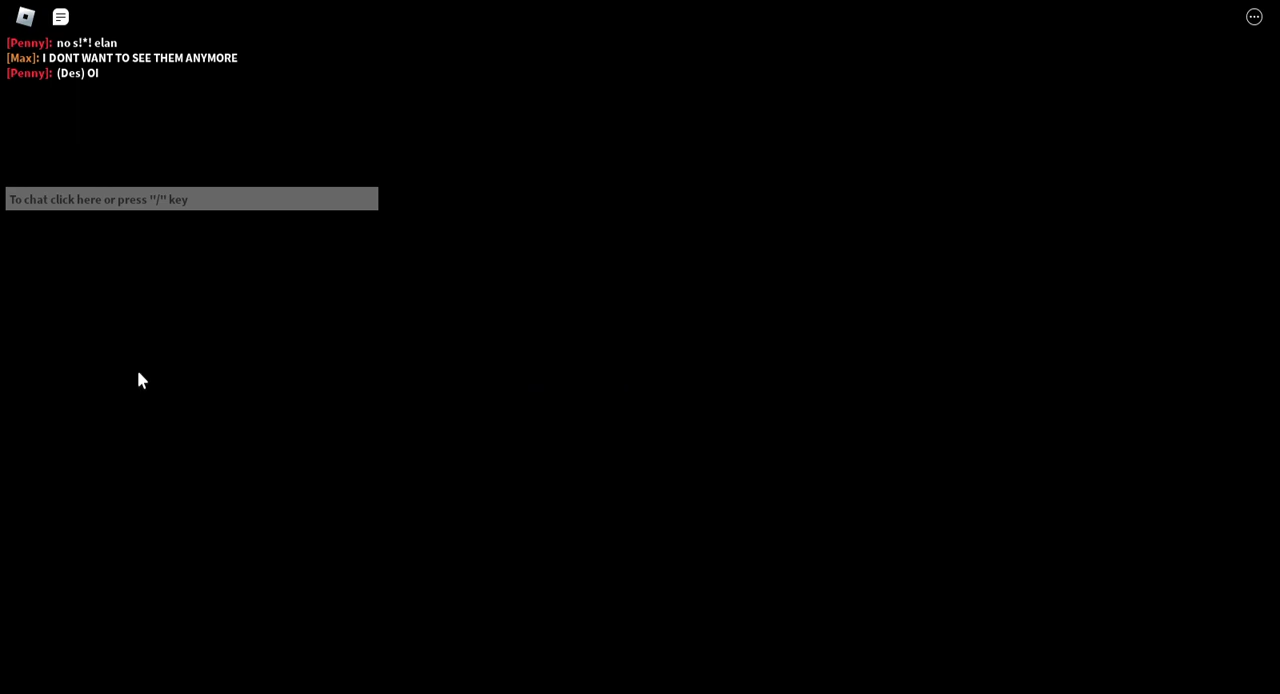 [Penny]: no s!*! elan
[Max]: I DONT WANT TO SEE THEM ANYMORE
[Penny]: (Des) OI
To chat click here or press "/" key